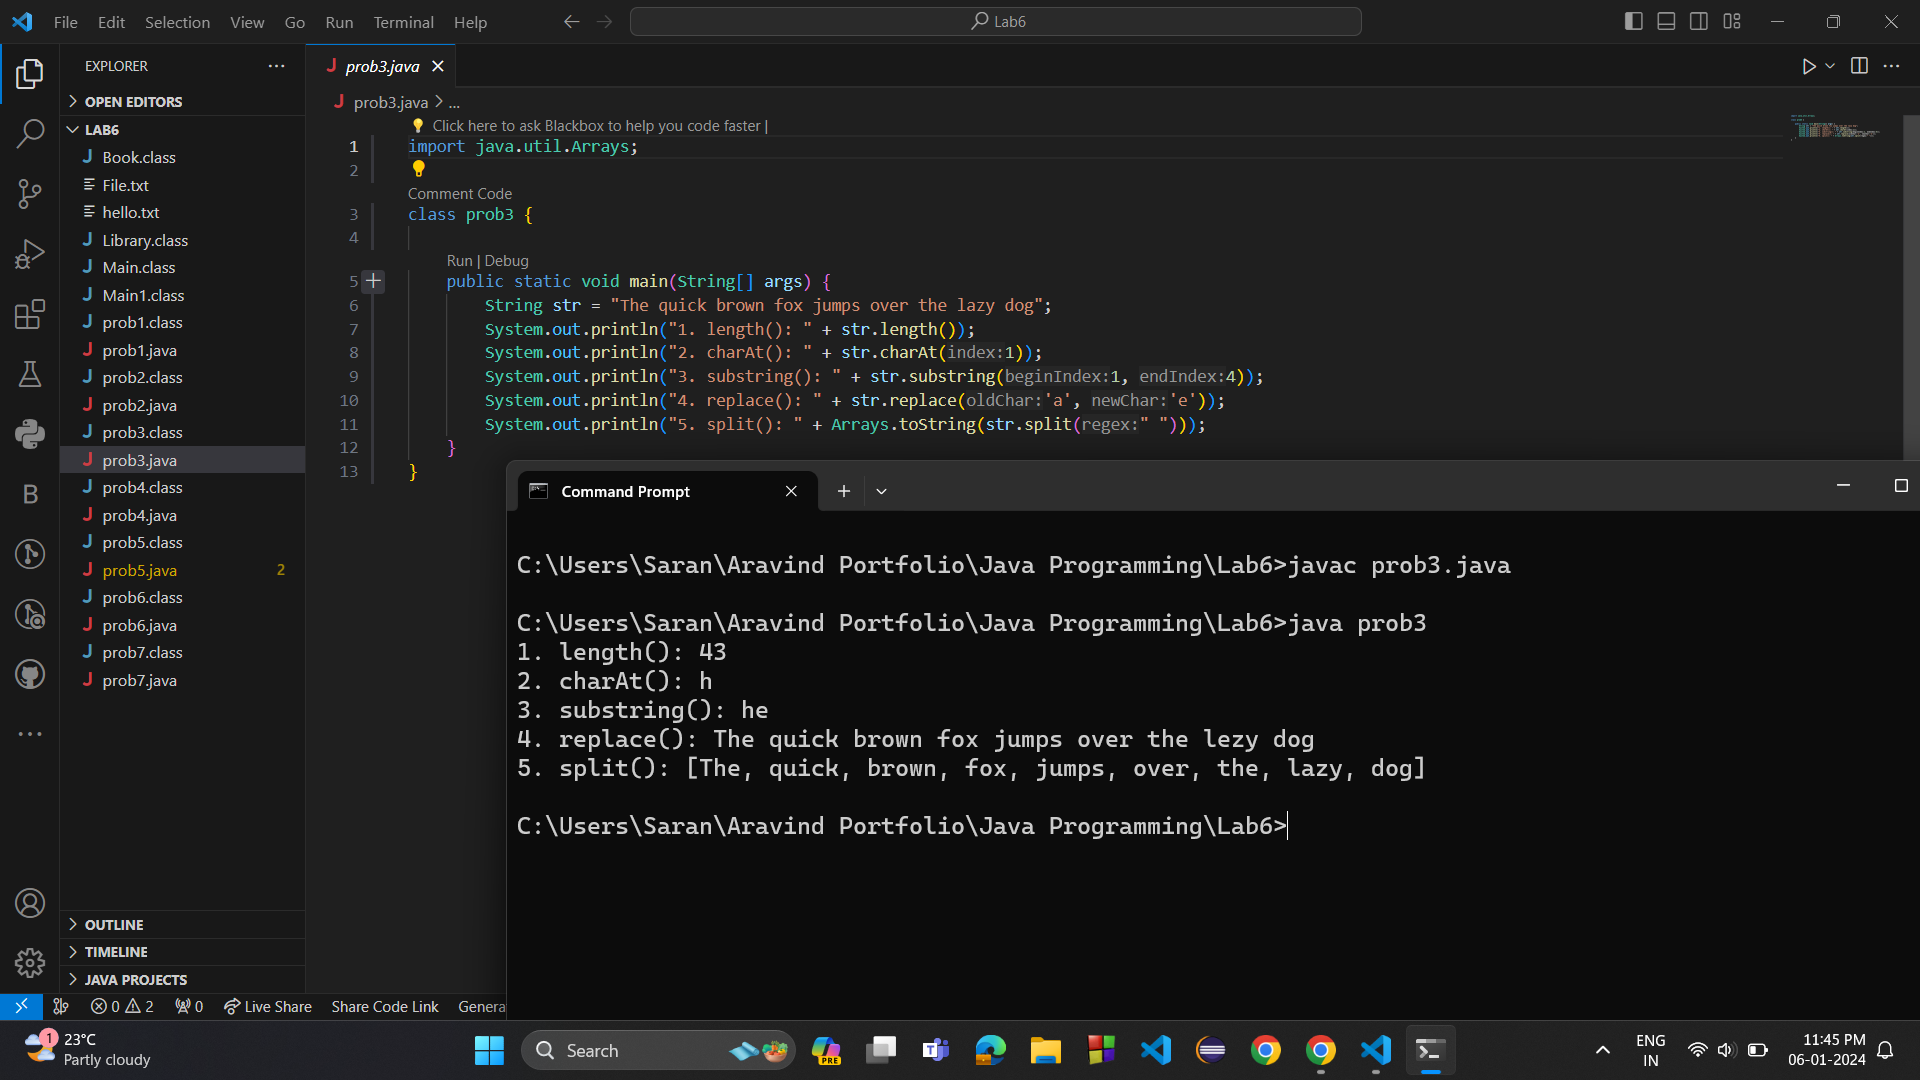 File Edit Selection View Go Run Terminal Help
Lab6
EXPLORER
OPEN EDITORS
LAB6
Book.class
File.txt
hello.txt
Library.class
Main.class
Main1.class
prob1.class
prob1.java
prob2.class
prob2.java
prob3.class
prob3.java
prob4.class
prob4.java
prob5.class
prob5.java 2
prob6.class
prob6.java
prob7.class
prob7.java
OUTLINE
TIMELINE
JAVA PROJECTS
prob3.java
prob3.java > ...
Click here to ask Blackbox to help you code faster |
1 import java.util.Arrays;
2
Comment Code
3 class prob3 {
4
Run | Debug
5 public static void main(String[] args) {
6 String str = "The quick brown fox jumps over the lazy dog";
7 System.out.println("1. length(): " + str.length());
8 System.out.println("2. charAt(): " + str.charAt(index:1));
9 System.out.println("3. substring(): " + str.substring(beginIndex:1, endIndex:4));
10 System.out.println("4. replace(): " + str.replace(oldChar:'a', newChar:'e'));
11 System.out.println("5. split(): " + Arrays.toString(str.split(regex:" ")));
12 }
13 }
Command Prompt
C:\Users\Saran\Aravind Portfolio\Java Programming\Lab6>javac prob3.java
C:\Users\Saran\Aravind Portfolio\Java Programming\Lab6>java prob3
1. length(): 43
2. charAt(): h
3. substring(): he
4. replace(): The quick brown fox jumps over the lezy dog
5. split(): [The, quick, brown, fox, jumps, over, the, lazy, dog]
C:\Users\Saran\Aravind Portfolio\Java Programming\Lab6>
0 2 0 Live Share Share Code Link Genera
1
23°C
Partly cloudy
Search
PRE
ENG
IN
11:45 PM
06-01-2024